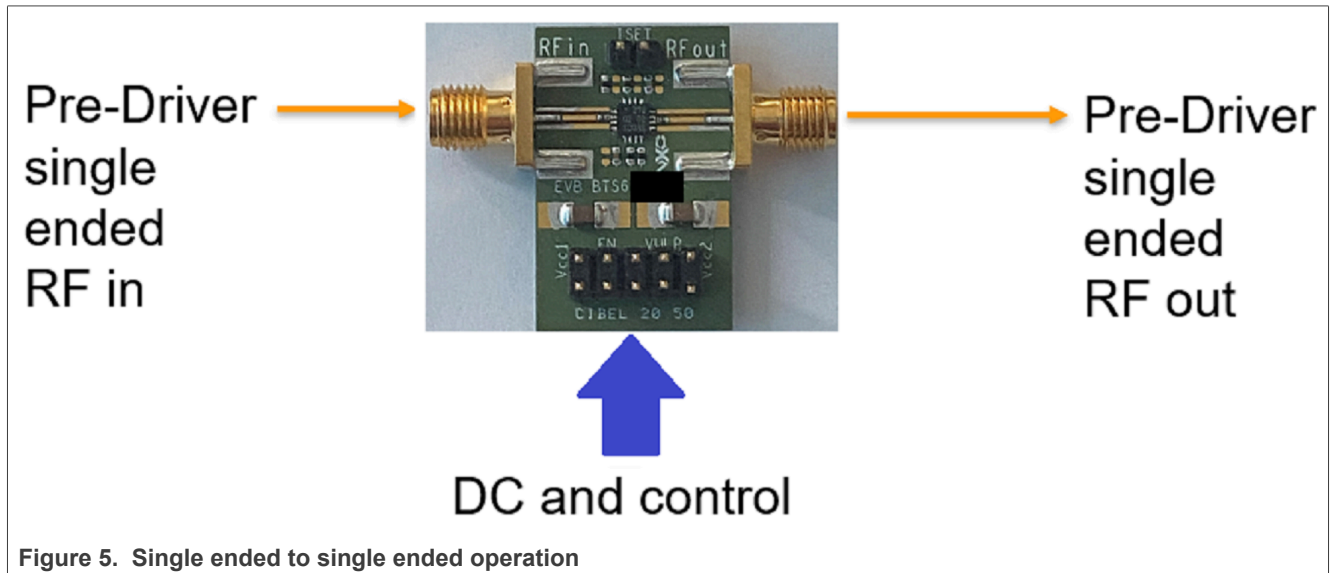 ISET
RFin
RFout
Pre-Driver
single
ended
RF in
Pre-Driver
single
ended
RF out
EVB BTS6
Vcc1
EN
Vcc2
CIBEL 20 50
DC and control
Figure 5. Single ended to single ended operation